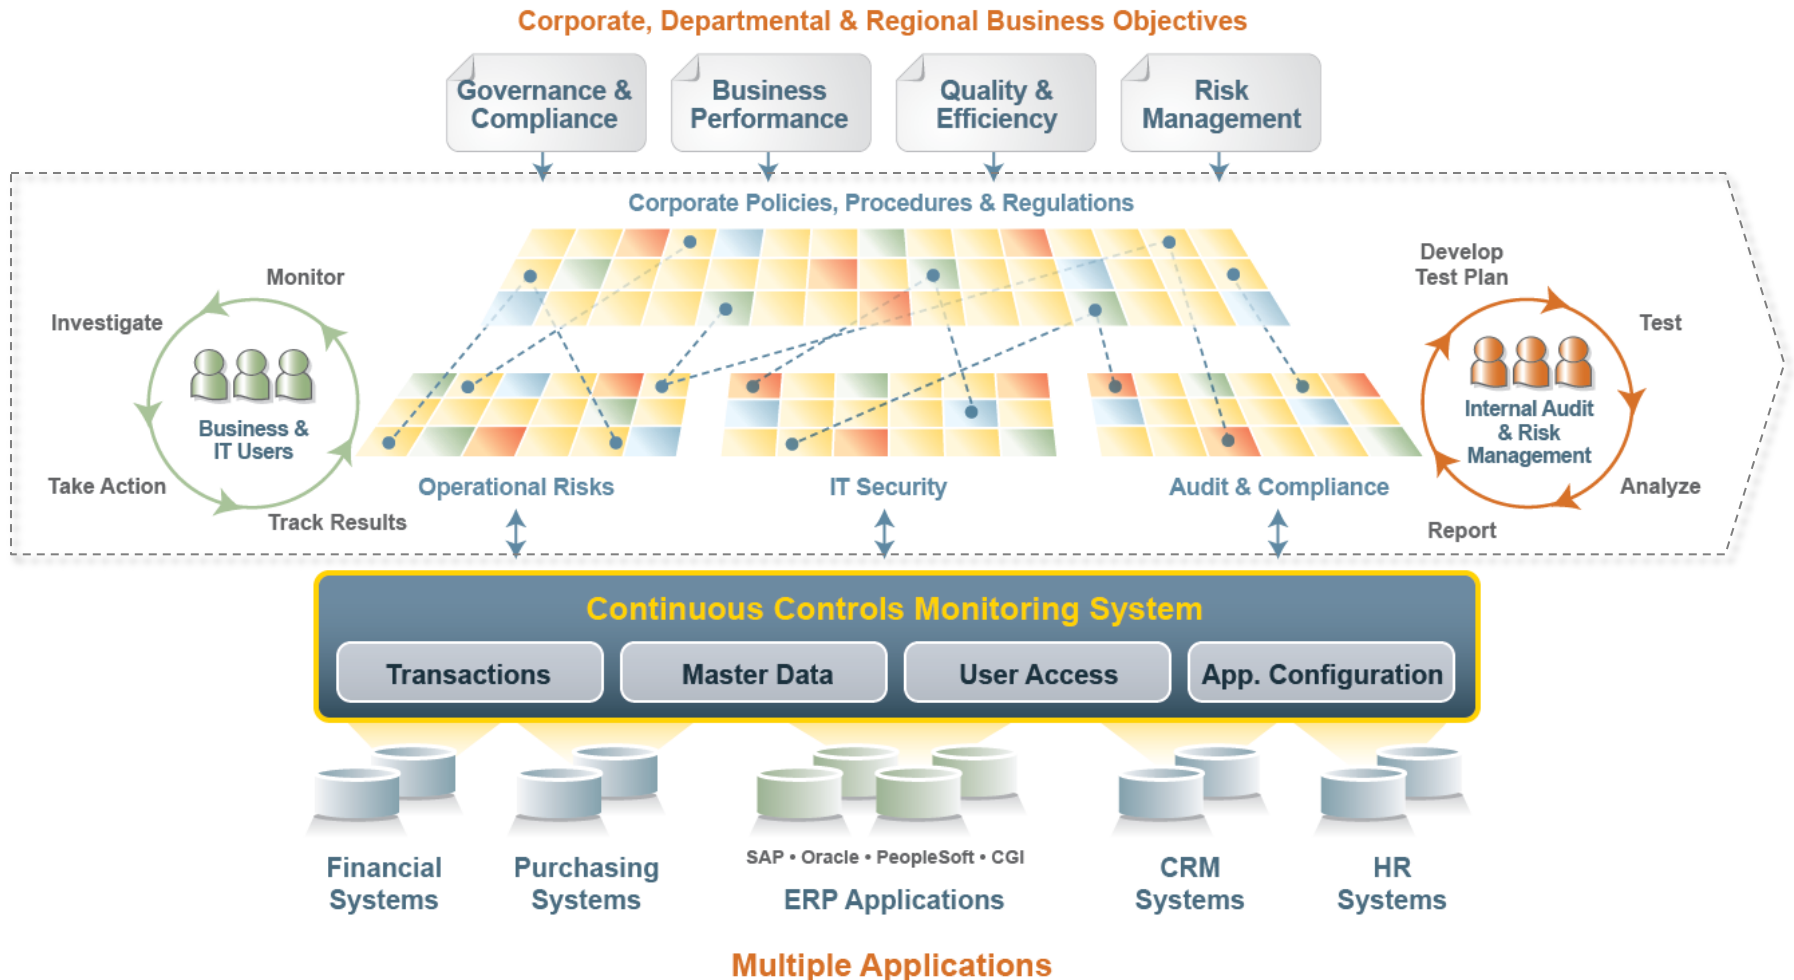 Corporate, Departmental & Regional Business Objectives
Governance &
Compliance
Business
Performance
Quality &
Efficiency
Risk
Management
Corporate Policies, Procedures & Regulations
Monitor
Investigate
Business &
IT Users
Take Action
Track Results
Develop
Test Plan
Test
Internal Audit
& Risk
Management
Analyze
Report
Operational Risks
IT Security
Audit & Compliance
Continuous Controls Monitoring System
Transactions
Master Data
User Access
App. Configuration
Financial
Systems
Purchasing
Systems
SAP • Oracle • PeopleSoft • CGI
ERP Applications
CRM
Systems
HR
Systems
Multiple Applications